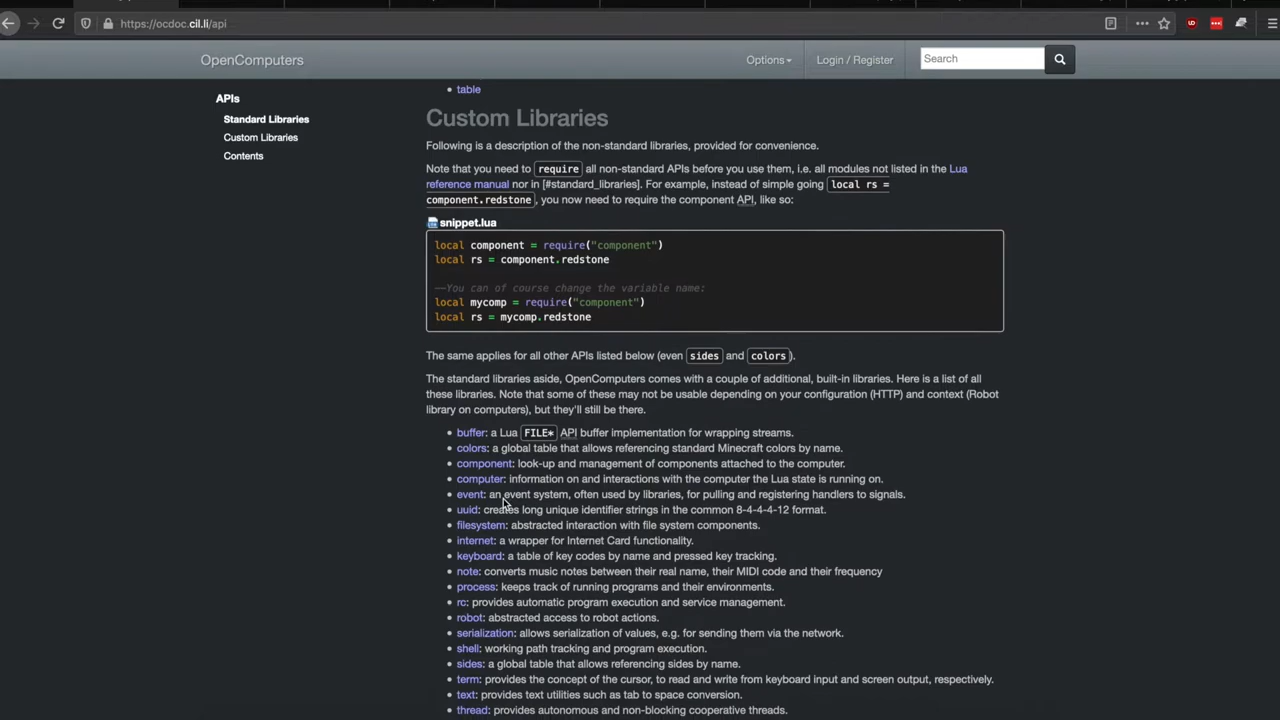 https://ocdoc.cil.li/api
OpenComputers
Options
Login / Register
Search
APIs
Standard Libraries
Custom Libraries
Contents
table
Custom Libraries
Following is a description of the non-standard libraries, provided for convenience.
Note that you need to require all non-standard APIs before you use them, i.e. all modules not listed in the Lua
reference manual nor in [#standard_libraries]. For example, instead of simple going local rs =
component.redstone, you now need to require the component API, like so:
snippet.lua
local component = require("component")
local rs = component.redstone
--You can of course change the variable name:
local mycomp = require("component")
local rs = mycomp.redstone
The same applies for all other APIs listed below (even sides and colors).
The standard libraries aside, OpenComputers comes with a couple of additional, built-in libraries. Here is a list of all
these libraries. Note that some of these may not be usable depending on your configuration (HTTP) and context (Robot
library on computers), but they'll still be there.
buffer: a Lua FILE* API buffer implementation for wrapping streams.
colors: a global table that allows referencing standard Minecraft colors by name.
component: look-up and management of components attached to the computer.
computer: information on and interactions with the computer the Lua state is running on.
event: an event system, often used by libraries, for pulling and registering handlers to signals.
uuid: creates long unique identifier strings in the common 8-4-4-4-12 format.
filesystem: abstracted interaction with file system components.
internet: a wrapper for Internet Card functionality.
keyboard: a table of key codes by name and pressed key tracking.
note: converts music notes between their real name, their MIDI code and their frequency
process: keeps track of running programs and their environments.
rc: provides automatic program execution and service management.
robot: abstracted access to robot actions.
serialization: allows serialization of values, e.g. for sending them via the network.
shell: working path tracking and program execution.
sides: a global table that allows referencing sides by name.
term: provides the concept of the cursor, to read and write from keyboard input and screen output, respectively.
text: provides text utilities such as tab to space conversion.
thread: provides autonomous and non-blocking cooperative threads.